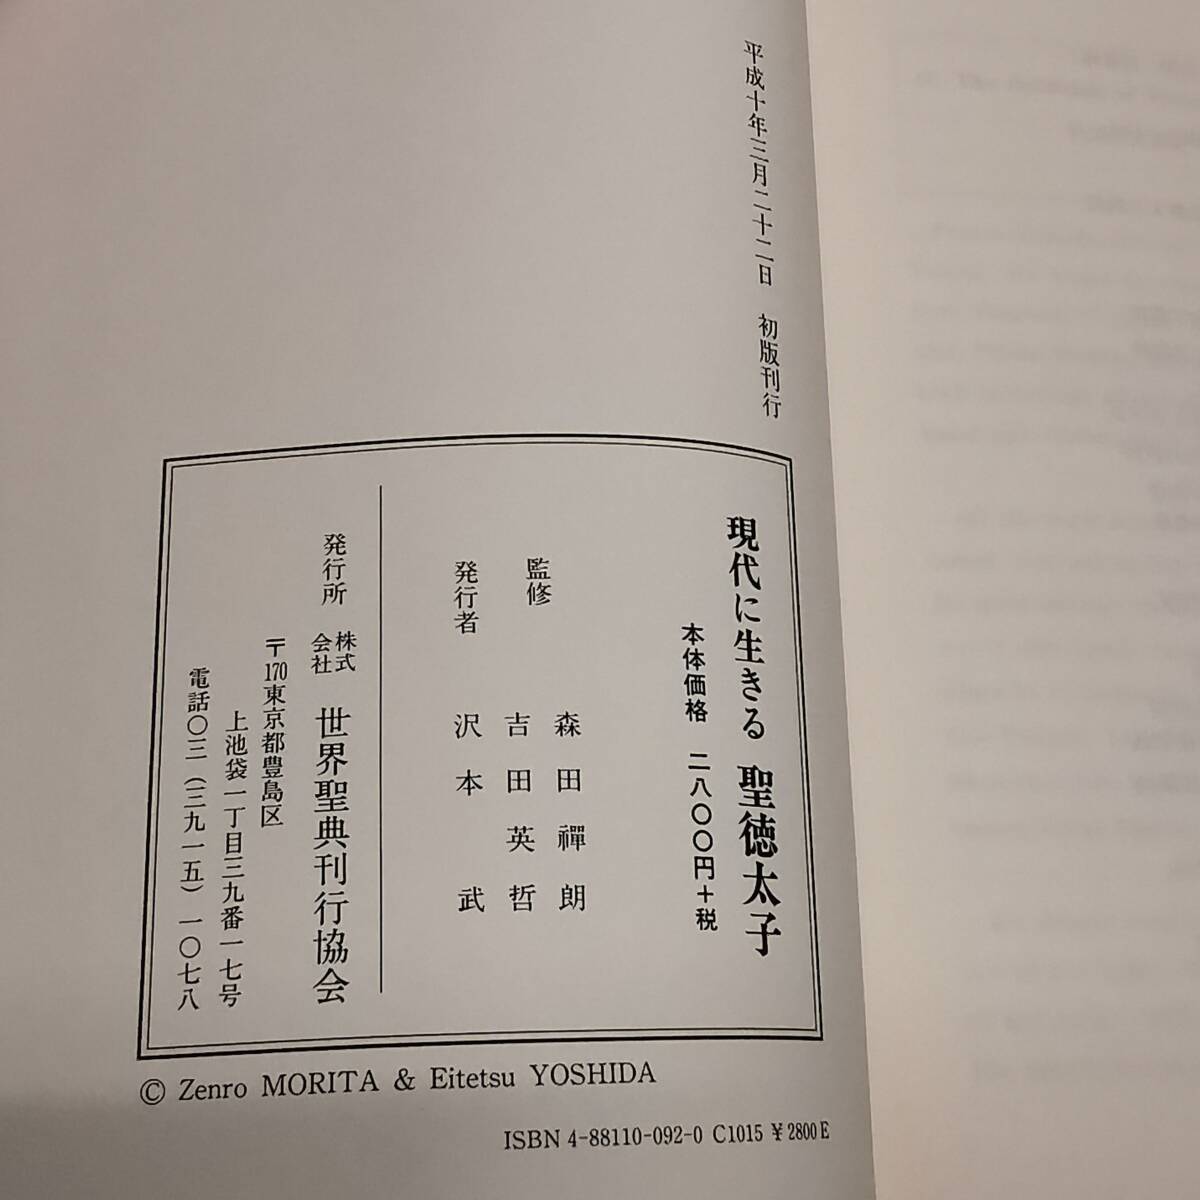 平成十年三月二十二日 初版刊行
現代に生きる 聖徳太子
本体価格 二八〇〇円+税
監修 森田禪朗
吉田英哲
発行者 沢本 武
発行所 株式会社 世界聖典刊行協会
〒170東京都豊島区
上池袋一丁目三九番一七号
電話〇三(三九一五)一〇七八
© Zenro MORITA & Eitetsu YOSHIDA
ISBN 4-88110-092-0 C1015 ¥2800E